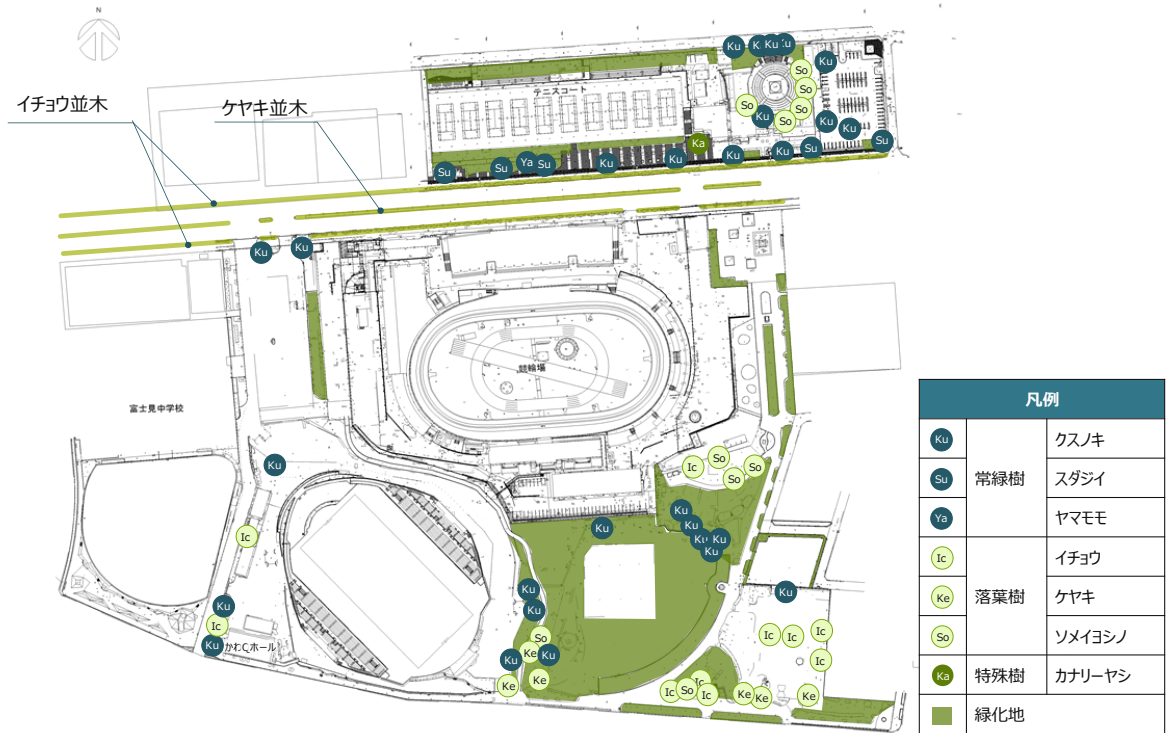 N
イチョウ並木
ケヤキ並木
テニスコート
Ku
Ku
Ku
Ku
Ku
So
So
So
So
So
Ku
Ku
Ku
Ka
Su
Su
Ya
Su
Ku
Ku
Ku
Ku
Su
Su
Ku
Ku
競輪場
富士見中学校
Ku
Ic
Ku
Ic
Ku
かわQホール
Ic
So
So
So
Ku
Ku
Ku
Ku
Ku
Ku
Ku
Ku
So
Ke
Ku
Ku
Ke
Ke
Ku
Ic
Ic
Ic
Ic
Ic
So
Ic
Ic
Ke
Ke
Ke
凡例
Ku 常緑樹 クスノキ
Su スダジイ
Ya ヤマモモ
Ic 落葉樹 イチョウ
Ke ケヤキ
So ソメイヨシノ
Ka 特殊樹 カナリーヤシ
緑化地